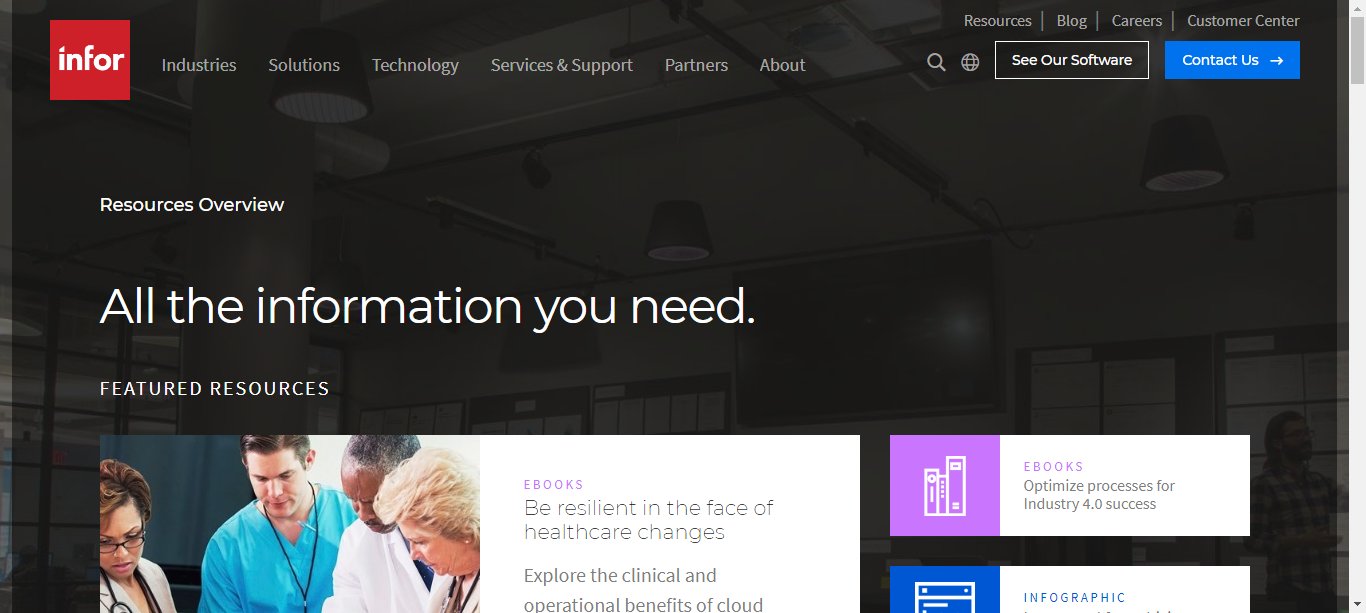 Resources
Blog
Careers
Customer Center
infor
Industries
Solutions
Technology
Services & Support
Partners
About
See Our Software
Contact Us →
Resources Overview
All the information you need.
FEATURED RESOURCES
EBOOKS
Be resilient in the face of
healthcare changes
Explore the clinical and
operational benefits of cloud
EBOOKS
Optimize processes for
Industry 4.0 success
INFOGRAPHIC